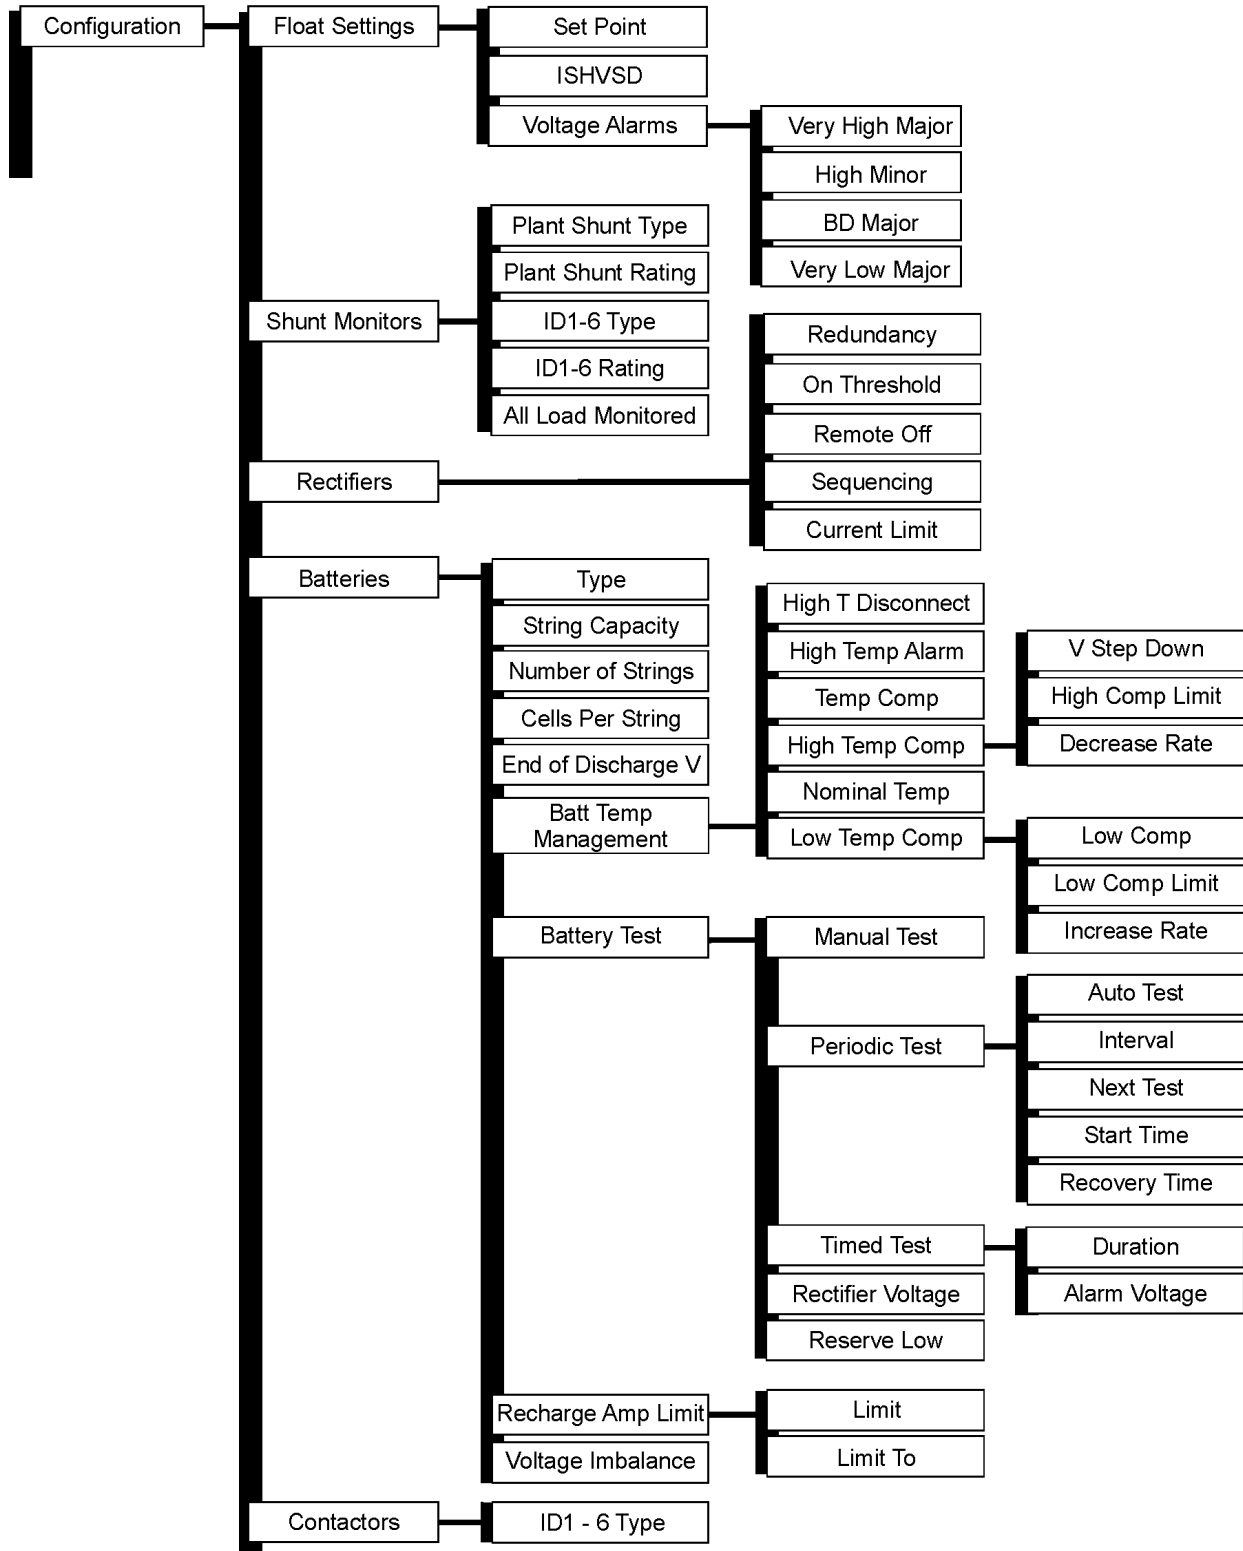 Configuration
Float Settings
Set Point
ISHVSD
Voltage Alarms
Very High Major
High Minor
BD Major
Very Low Major
Shunt Monitors
Plant Shunt Type
Plant Shunt Rating
ID1-6 Type
ID1-6 Rating
All Load Monitored
Rectifiers
Redundancy
On Threshold
Remote Off
Sequencing
Current Limit
Batteries
Type
String Capacity
Number of Strings
Cells Per String
End of Discharge V
Batt Temp
Management
High T Disconnect
High Temp Alarm
Temp Comp
High Temp Comp
V Step Down
High Comp Limit
Decrease Rate
Nominal Temp
Low Temp Comp
Low Comp
Low Comp Limit
Increase Rate
Battery Test
Manual Test
Periodic Test
Auto Test
Interval
Next Test
Start Time
Recovery Time
Timed Test
Duration
Alarm Voltage
Rectifier Voltage
Reserve Low
Recharge Amp Limit
Limit
Limit To
Voltage Imbalance
Contactors
ID1 - 6 Type